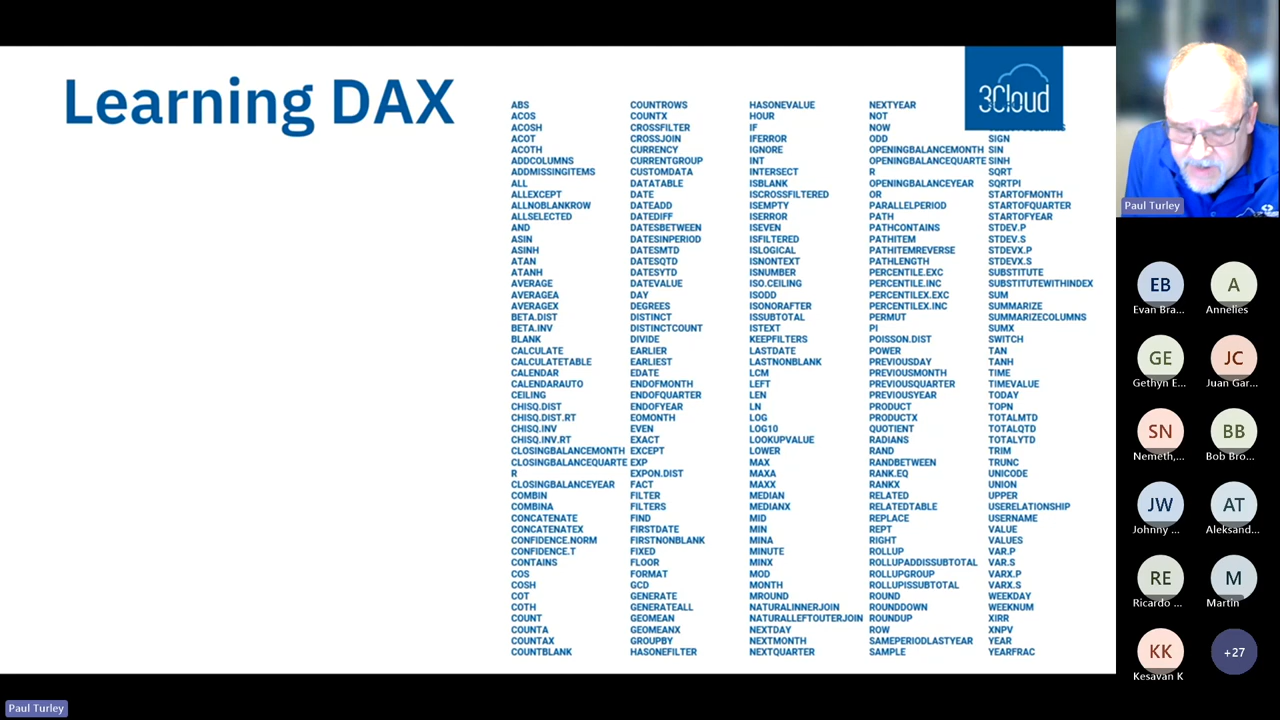 Learning DAX
3Cloud
ABS
ACOS
ACOSH
ACOT
ACOTH
ADDCOLUMNS
ADDMISSINGITEMS
ALL
ALLEXCEPT
ALLNOBLANKROW
ALLSELECTED
AND
ASIN
ASINH
ATAN
ATANH
AVERAGE
AVERAGEA
AVERAGEX
BETA.DIST
BETA.INV
BLANK
CALCULATE
CALCULATETABLE
CALENDAR
CALENDARAUTO
CEILING
CHISQ.DIST
CHISQ.DIST.RT
CHISQ.INV
CHISQ.INV.RT
CLOSINGBALANCEMONTH
CLOSINGBALANCEQUARTE
R
CLOSINGBALANCEYEAR
COMBIN
COMBINA
CONCATENATE
CONCATENATEX
CONFIDENCE.NORM
CONFIDENCE.T
CONTAINS
COS
COSH
COT
COTH
COUNT
COUNTA
COUNTAX
COUNTBLANK
COUNTROWS
COUNTX
CROSSFILTER
CROSSJOIN
CURRENCY
CURRENTGROUP
CUSTOMDATA
DATATABLE
DATE
DATEADD
DATEDIFF
DATESBETWEEN
DATESINPERIOD
DATESMTD
DATESQTD
DATESYTD
DATEVALUE
DAY
DEGREES
DISTINCT
DISTINCTCOUNT
DIVIDE
EARLIER
EARLIEST
EDATE
ENDOFMONTH
ENDOFQUARTER
ENDOFYEAR
EOMONTH
EVEN
EXACT
EXCEPT
EXP
EXPON.DIST
FACT
FILTER
FILTERS
FIND
FIRSTDATE
FIRSTNONBLANK
FIXED
FLOOR
FORMAT
GCD
GENERATE
GENERATEALL
GEOMEAN
GEOMEANX
GROUPBY
HASONEFILTER
HASONEVALUE
HOUR
IF
IFERROR
IGNORE
INT
INTERSECT
ISBLANK
ISCROSSFILTERED
ISEMPTY
ISERROR
ISEVEN
ISFILTERED
ISLOGICAL
ISNONTEXT
ISNUMBER
ISO.CEILING
ISODD
ISONORAFTER
ISSUBTOTAL
ISTEXT
KEEPFILTERS
LASTDATE
LASTNONBLANK
LCM
LEFT
LEN
LN
LOG
LOG10
LOOKUPVALUE
LOWER
MAX
MAXA
MAXX
MEDIAN
MEDIANX
MID
MIN
MINA
MINUTE
MINX
MOD
MONTH
MROUND
NATURALINNERJOIN
NATURALLEFTOUTERJOIN
NEXTDAY
NEXTMONTH
NEXTQUARTER
NEXTYEAR
NOT
NOW
ODD
OPENINGBALANCEMONTH
OPENINGBALANCEQUARTE
R
OPENINGBALANCEYEAR
OR
PARALLELPERIOD
PATH
PATHCONTAINS
PATHITEM
PATHITEMREVERSE
PATHLENGTH
PERCENTILE.EXC
PERCENTILE.INC
PERCENTILEX.EXC
PERCENTILEX.INC
PERMUT
PI
POISSON.DIST
POWER
PREVIOUSDAY
PREVIOUSMONTH
PREVIOUSQUARTER
PREVIOUSYEAR
PRODUCT
PRODUCTX
QUOTIENT
RADIANS
RAND
RANDBETWEEN
RANK.EQ
RANKX
RELATED
RELATEDTABLE
REPLACE
REPT
RIGHT
ROLLUP
ROLLUPADDISSUBTOTAL
ROLLUPGROUP
ROLLUPISSUBTOTAL
ROUND
ROUNDDOWN
ROUNDUP
ROW
SAMEPERIODLASTYEAR
SAMPLE
SIGN
SIN
SINH
SQRT
SQRTPI
STARTOFMONTH
STARTOFQUARTER
STARTOFYEAR
STDEV.P
STDEV.S
STDEVX.P
STDEVX.S
SUBSTITUTE
SUBSTITUTEWITHINDEX
SUM
SUMMARIZE
SUMMARIZECOLUMNS
SUMX
SWITCH
TAN
TANH
TIME
TIMEVALUE
TODAY
TOPN
TOTALMTD
TOTALQTD
TOTALYTD
TRIM
TRUNC
UNICODE
UNION
UPPER
USERELATIONSHIP
USERNAME
VALUE
VALUES
VAR.P
VAR.S
VARX.P
VARX.S
WEEKDAY
WEEKNUM
XIRR
XNPV
YEAR
YEARFRAC
Paul Turley
EB A
Evan Bra... Annelies
GE JC
Gethyn E... Juan Gar...
SN BB
Nemeth,... Bob Bro...
JW AT
Johnny ... Aleksand...
RE M
Ricardo ... Martin
KK +27
Kesavan K
Paul Turley